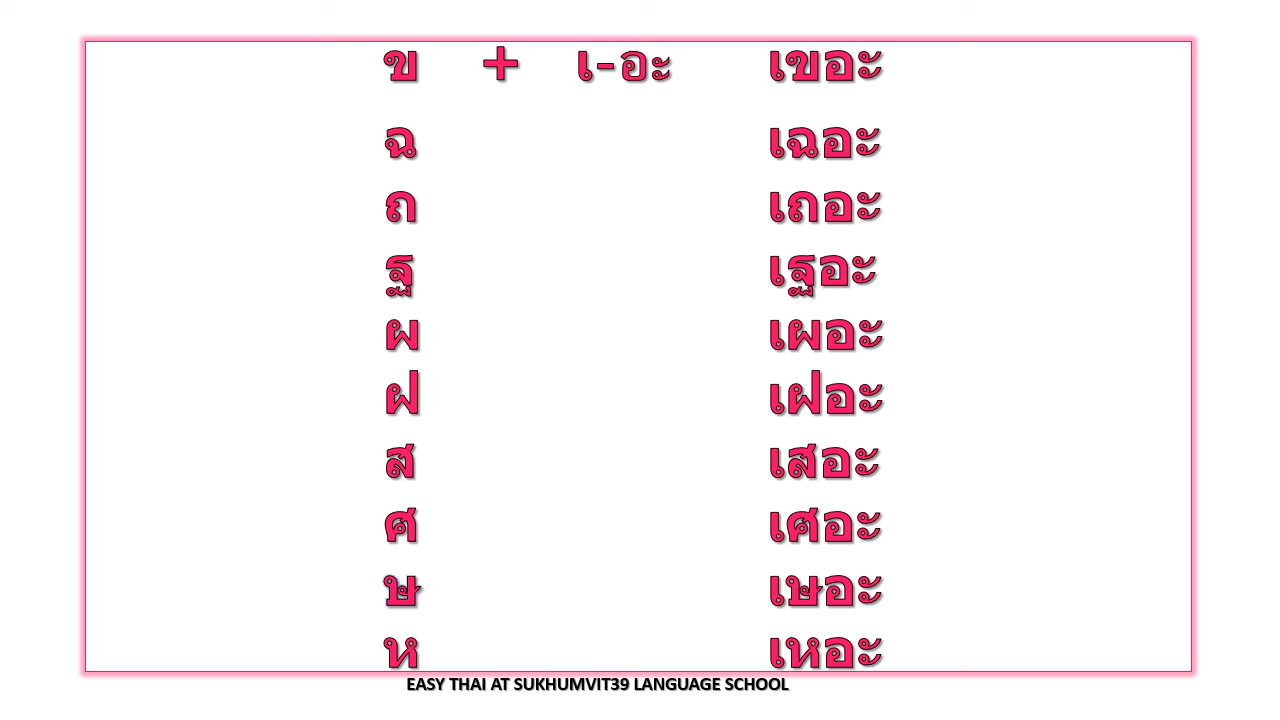 ข + เ-อะ เขอะ
ฉ เฉอะ
ถ เถอะ
ฐ เฐอะ
ผ เผอะ
ฝ เฝอะ
ส เสอะ
ศ เศอะ
ษ เษอะ
ห เหอะ
EASY THAI AT SUKHUMVIT39 LANGUAGE SCHOOL